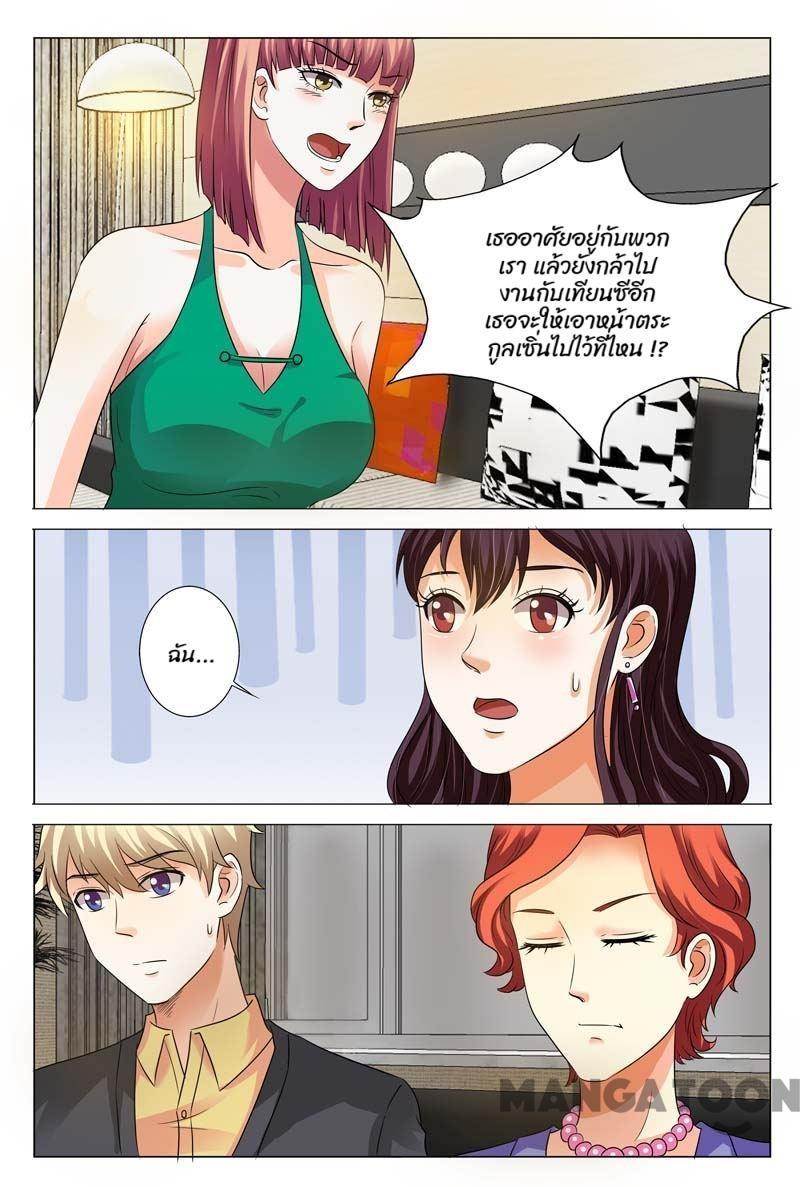 เธออาศัยอยู่กับพวก
เรา แล้วยังกล้าไป
งานกับเทียนซีอีก
เธอจะให้เอาหน้าตระ
กูลเซิ่นไปไว้ที่ไหน !?
ฉัน...
MANGATOON